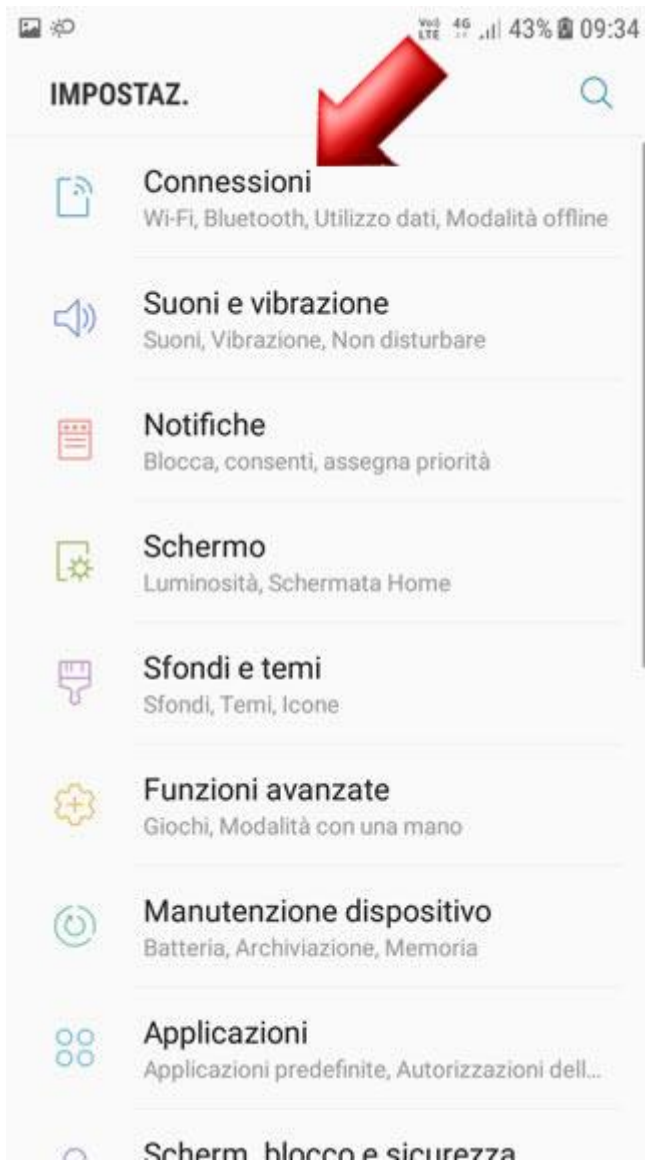 VoLTE 4G 43% 09:34
IMPOSTAZ.
Connessioni
Wi-Fi, Bluetooth, Utilizzo dati, Modalità offline
Suoni e vibrazione
Suoni, Vibrazione, Non disturbare
Notifiche
Blocca, consenti, assegna priorità
Schermo
Luminosità, Schermata Home
Sfondi e temi
Sfondi, Temi, Icone
Funzioni avanzate
Giochi, Modalità con una mano
Manutenzione dispositivo
Batteria, Archiviazione, Memoria
Applicazioni
Applicazioni predefinite, Autorizzazioni dell...
Scherm. blocco e sicurezza